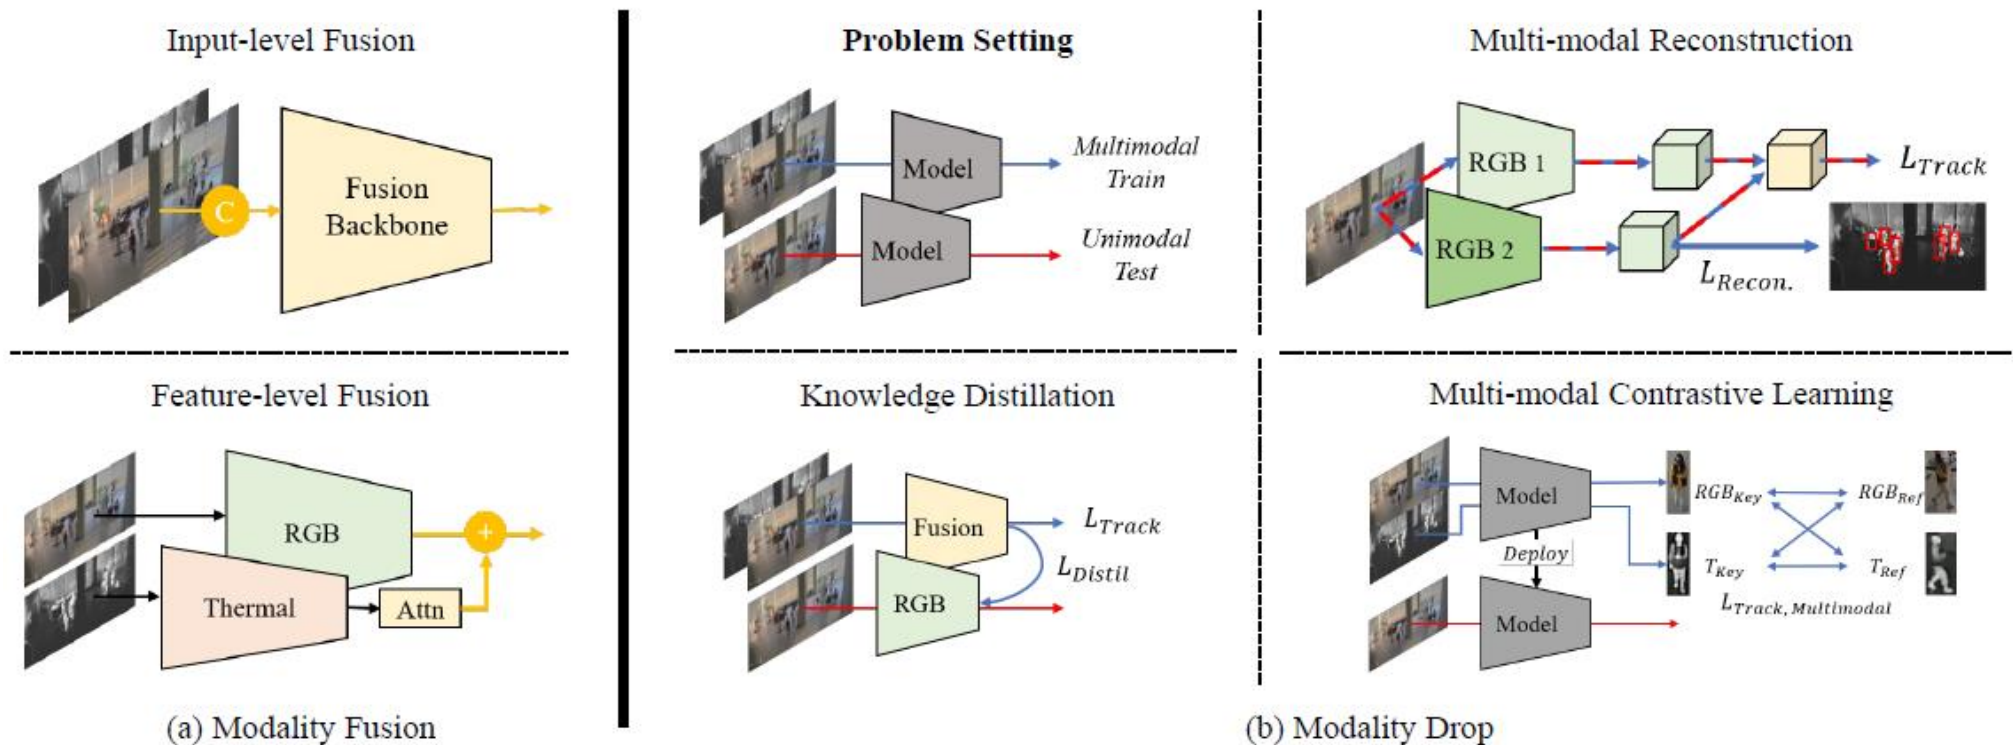 Input-level Fusion
C
Fusion
Backbone
Feature-level Fusion
RGB
+
Thermal
Attn
(a) Modality Fusion
Problem Setting
Model
Multimodal
Train
Model
Unimodal
Test
Multi-modal Reconstruction
RGB 1
L_Track
RGB 2
L_Recon.
Knowledge Distillation
Fusion
L_Track
L_Distil
RGB
Multi-modal Contrastive Learning
Model
RGB_Key
RGB_Ref
Deploy
T_Key
T_Ref
L_Track, Multimodal
Model
(b) Modality Drop